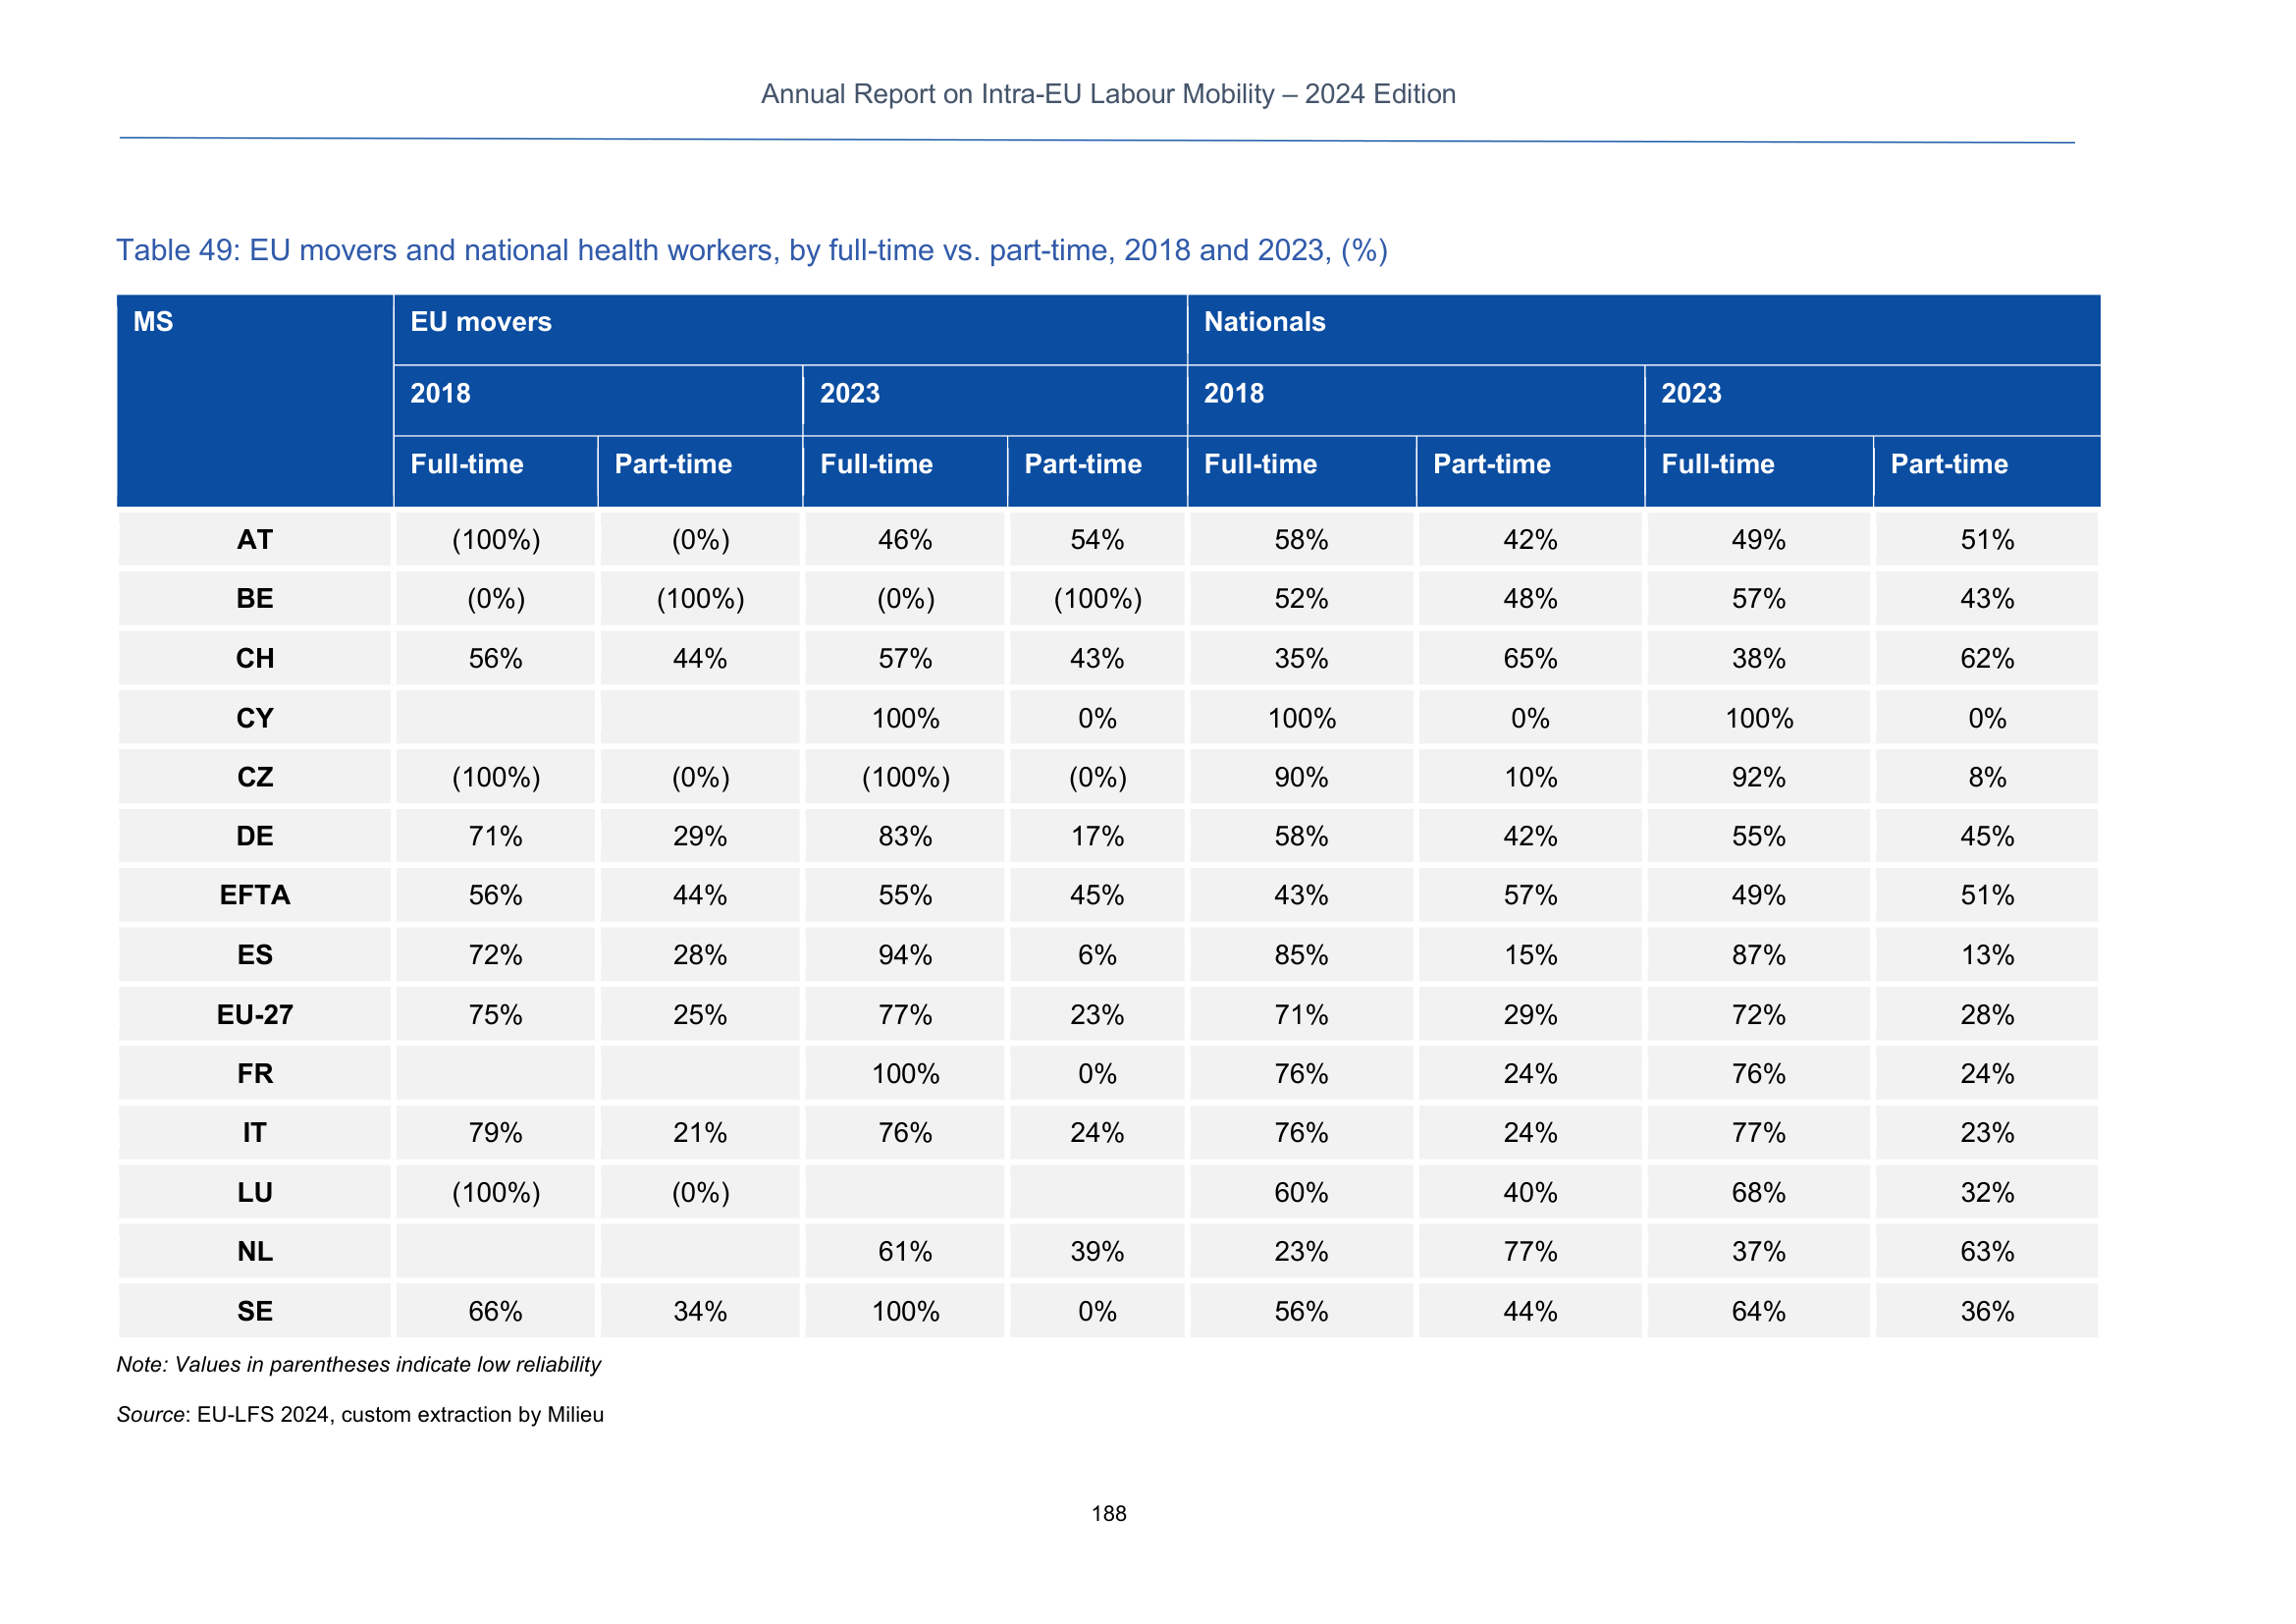 Annual Report on Intra-EU Labour Mobility – 2024 Edition
Table 49: EU movers and national health workers, by full-time vs. part-time, 2018 and 2023, (%)
MS EU movers Nationals
2018 2023 2018 2023
Full-time Part-time Full-time Part-time Full-time Part-time Full-time Part-time
AT (100%) (0%) 46% 54% 58% 42% 49% 51%
BE (0%) (100%) (0%) (100%) 52% 48% 57% 43%
CH 56% 44% 57% 43% 35% 65% 38% 62%
CY 100% 0% 100% 0% 100% 0%
CZ (100%) (0%) (100%) (0%) 90% 10% 92% 8%
DE 71% 29% 83% 17% 58% 42% 55% 45%
EFTA 56% 44% 55% 45% 43% 57% 49% 51%
ES 72% 28% 94% 6% 85% 15% 87% 13%
EU-27 75% 25% 77% 23% 71% 29% 72% 28%
FR 100% 0% 76% 24% 76% 24%
IT 79% 21% 76% 24% 76% 24% 77% 23%
LU (100%) (0%) 60% 40% 68% 32%
NL 61% 39% 23% 77% 37% 63%
SE 66% 34% 100% 0% 56% 44% 64% 36%
Note: Values in parentheses indicate low reliability
Source: EU-LFS 2024, custom extraction by Milieu
188